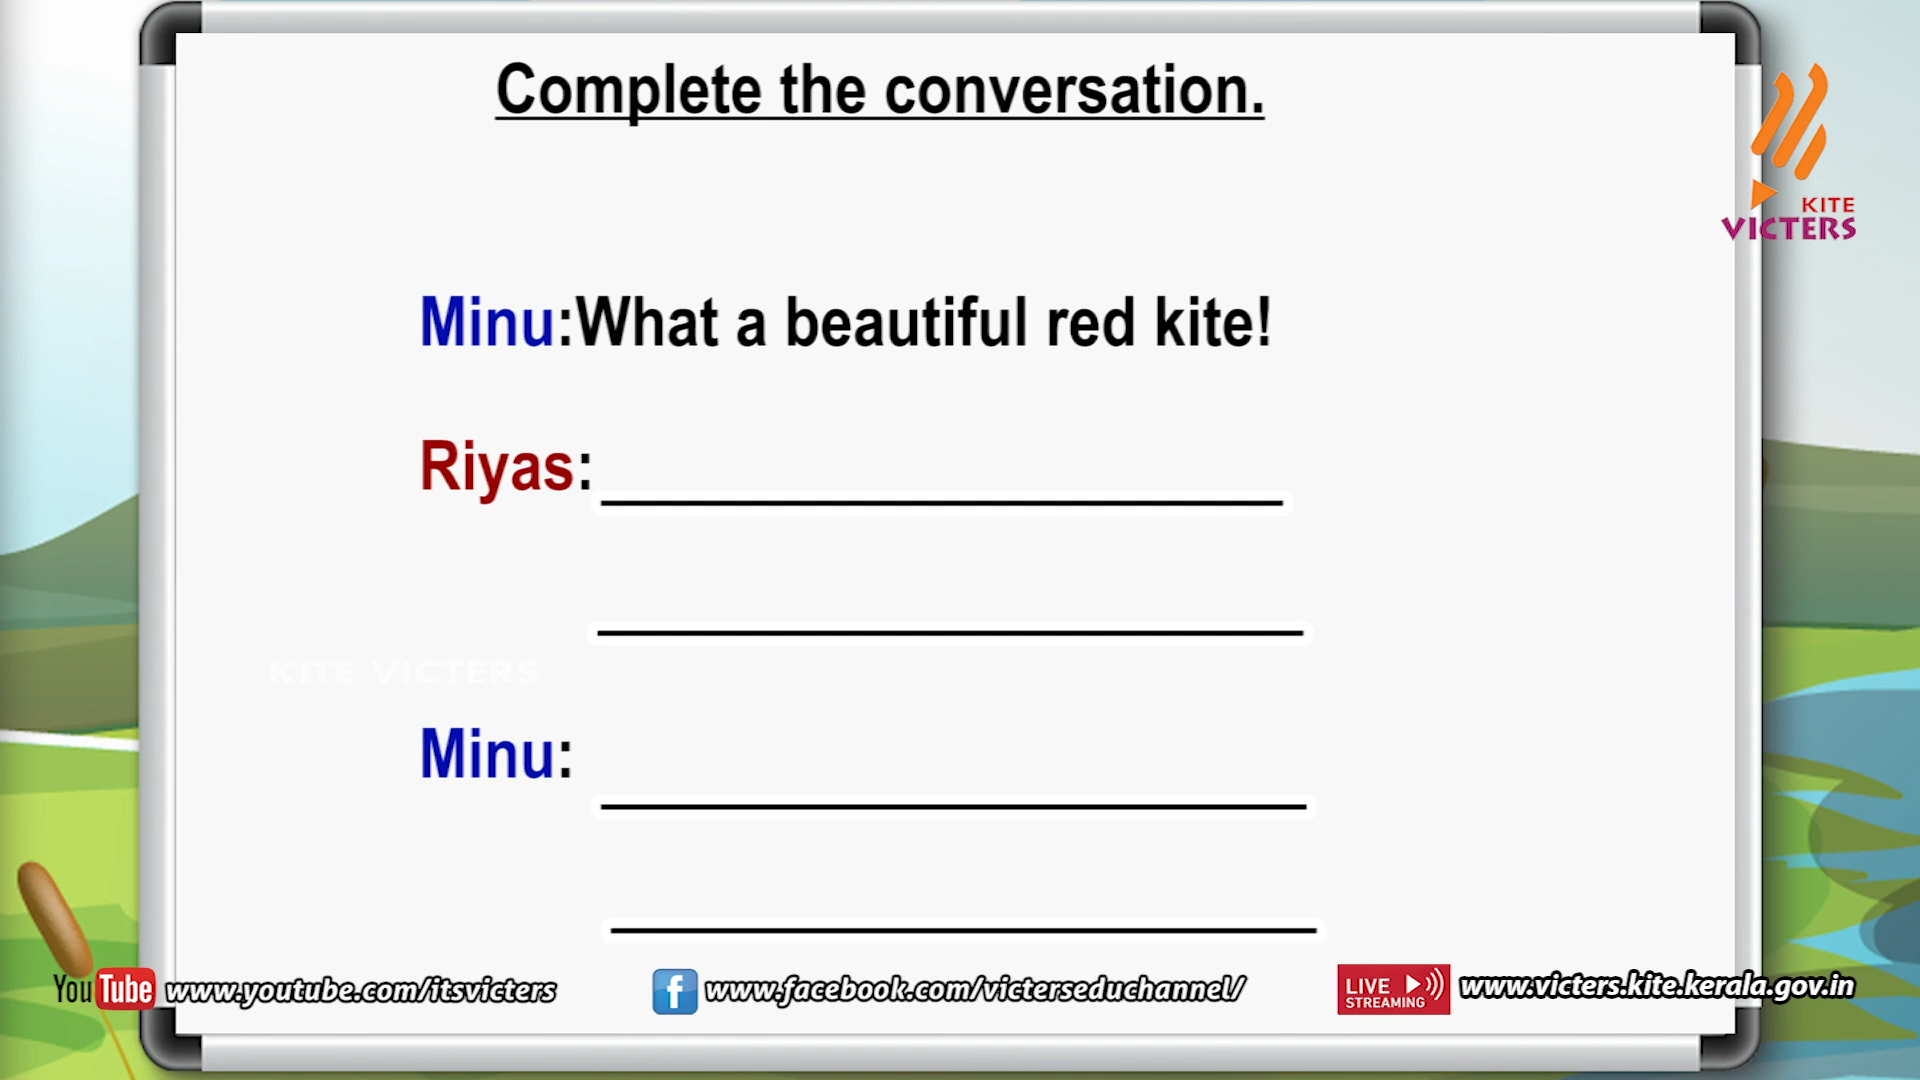 Complete the conversation.
KITE
VICTERS
Minu:What a beautiful red kite!
Riyas:
KITE VICTERS
Minu:
YouTube www.youtube.com/itsvicters
f www.facebook.com/victerseduchannel/
LIVE STREAMING www.victers.kite.kerala.gov.in